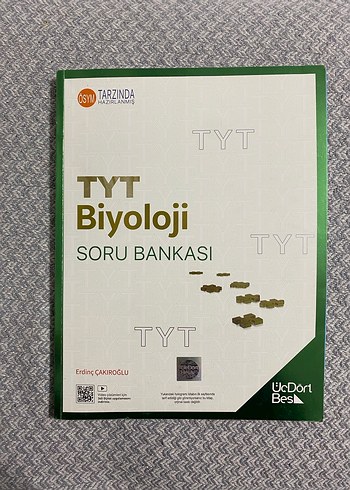 ÖSYM TARZINDA
HAZIRLANMIŞ
TYT
TYT
Biyoloji
SORU BANKASI
TYT
TYT
Erdinç ÇAKIROĞLU
ÜçDört
Beş